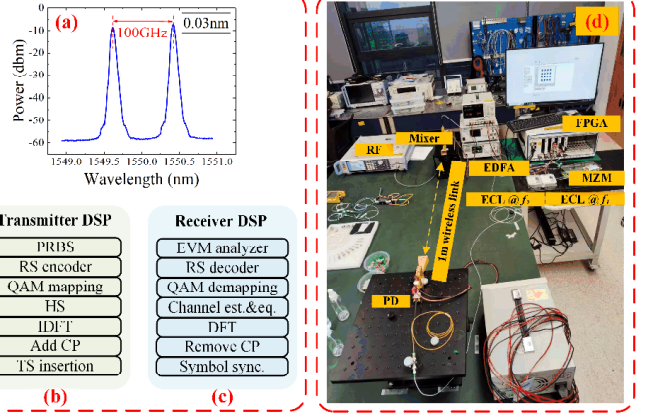 (a)
0.03nm
100GHz
Power (dbm)
0
-10
-20
-30
-40
-50
-60
1549.0 1549.5 1550.0 1550.5 1551.0
Wavelength (nm)
Transmitter DSP
PRBS
RS encoder
QAM mapping
HS
IDFT
Add CP
TS insertion
(b)
Receiver DSP
EVM analyzer
RS decoder
QAM demapping
Channel est.&eq.
DFT
Remove CP
Symbol sync.
(c)
(d)
RF
Mixer
FPGA
EDFA
MZM
ECL @f₂
ECL @f₁
1m wireless link
PD